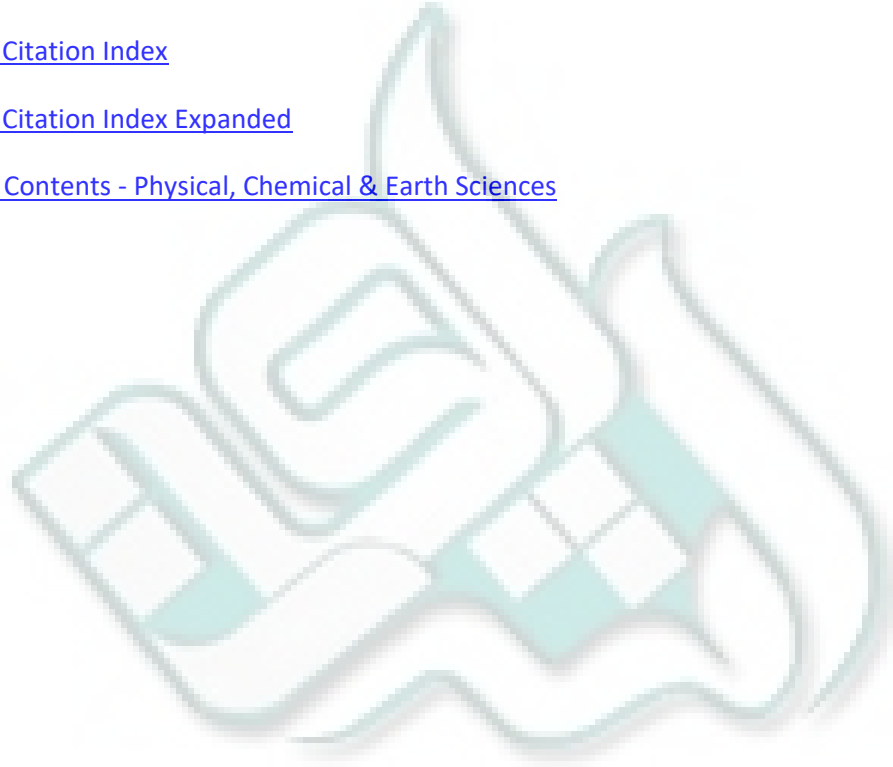 Citation Index
Citation Index Expanded
Contents - Physical, Chemical & Earth Sciences